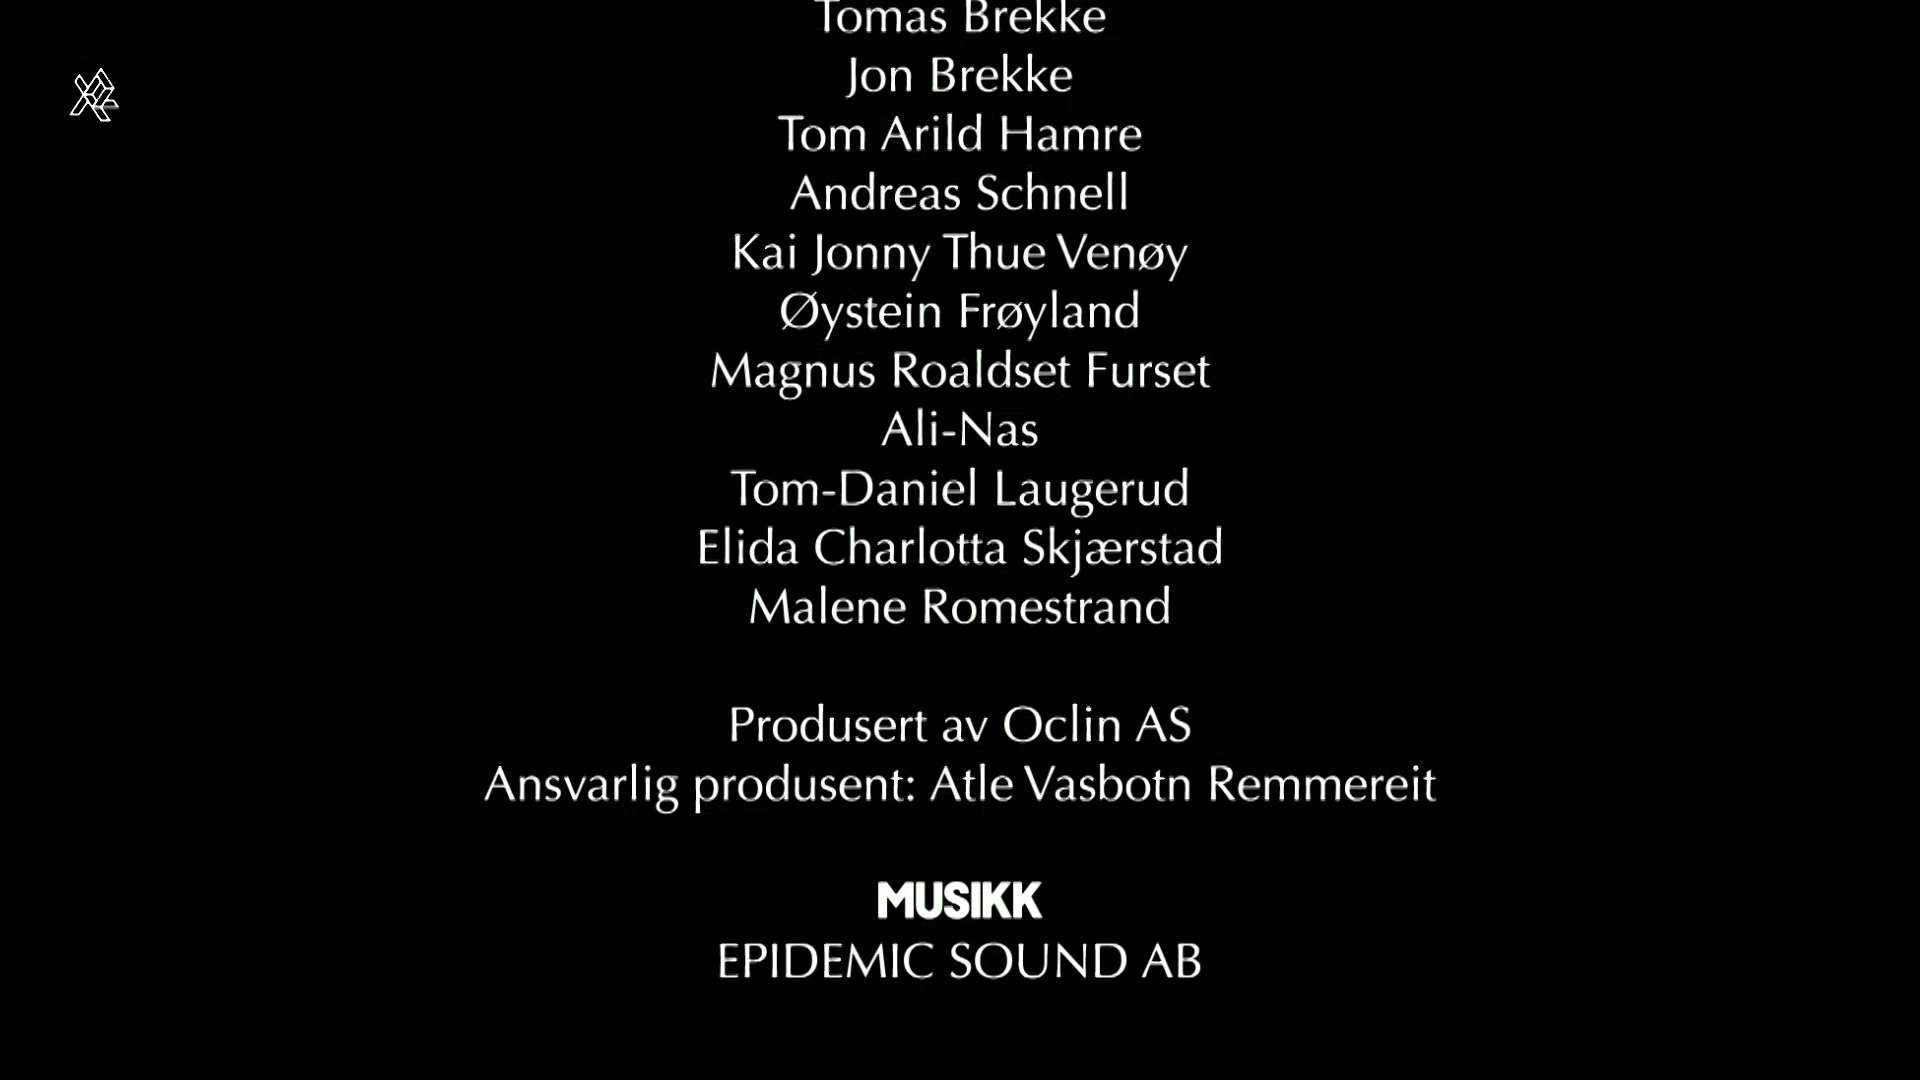 Tomas Brekke
Jon Brekke
Tom Arild Hamre
Andreas Schnell
Kai Jonny Thue Venøy
Øystein Frøyland
Magnus Roaldset Furset
Ali-Nas
Tom-Daniel Laugerud
Elida Charlotta Skjærstad
Malene Romestrand
Produsert av Oclin AS
Ansvarlig produsent: Atle Vasbotn Remmereit
MUSIKK
EPIDEMIC SOUND AB